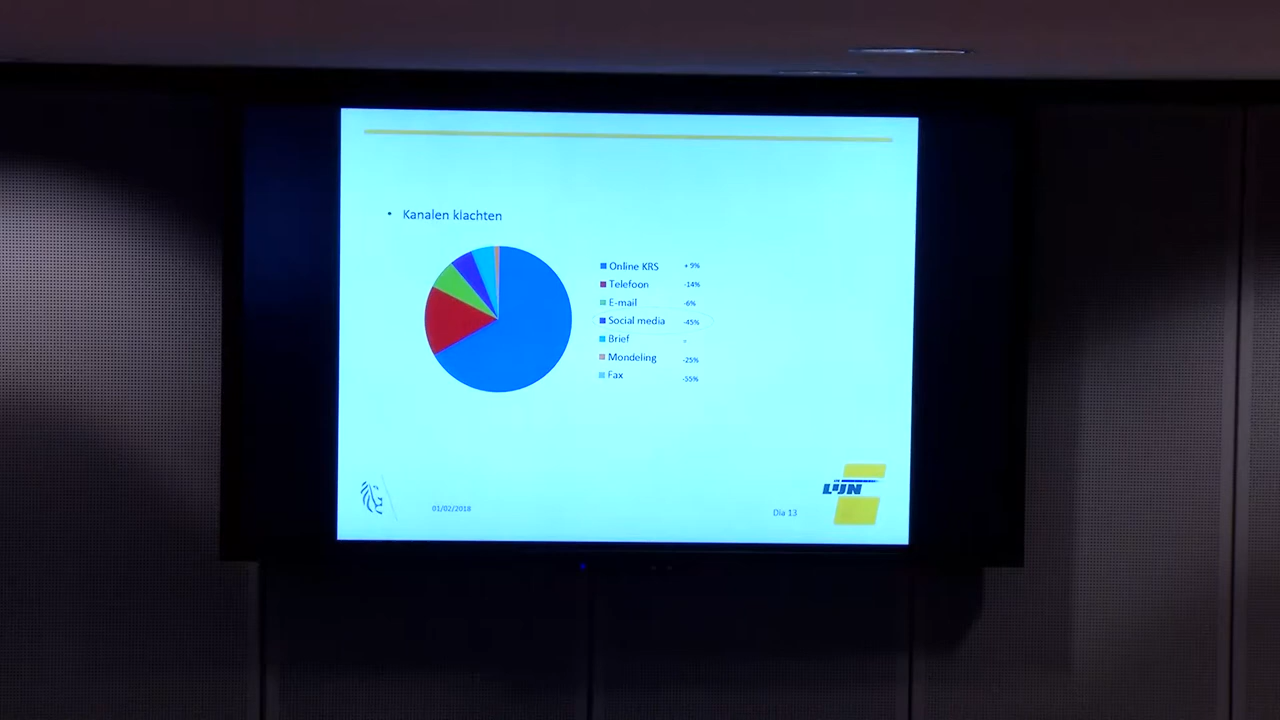 • Kanalen klachten
Online KRS + 9%
Telefoon -14%
E-mail -6%
Social media -45%
Brief -
Mondeling -25%
Fax -55%
LIJN
01/02/2018
Dia 13